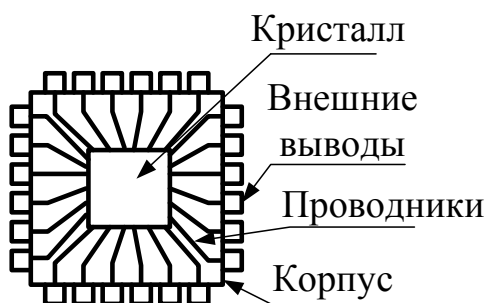 Кристалл
Внешние
выводы
Проводники
Корпус